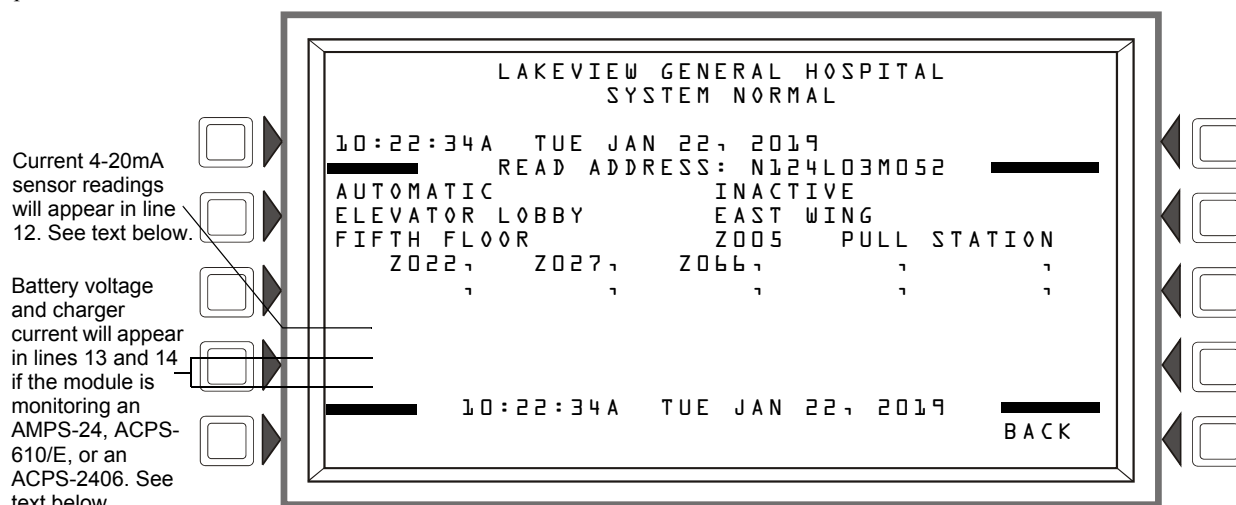 LAKEVIEW GENERAL HOSPITAL
SYSTEM NORMAL
10:22:34A TUE JAN 22, 2019
READ ADDRESS: N124L03M052
AUTOMATIC INACTIVE
ELEVATOR LOBBY EAST WING
FIFTH FLOOR Z005 PULL STATION
Z022, Z027, Z066, , ,
, , , , ,
10:22:34A TUE JAN 22, 2019
BACK
Current 4-20mA
sensor readings
will appear in line
12. See text below.
Battery voltage
and charger
current will appear
in lines 13 and 14
if the module is
monitoring an
AMPS-24, ACPS-
610/E, or an
ACPS-2406. See
text below